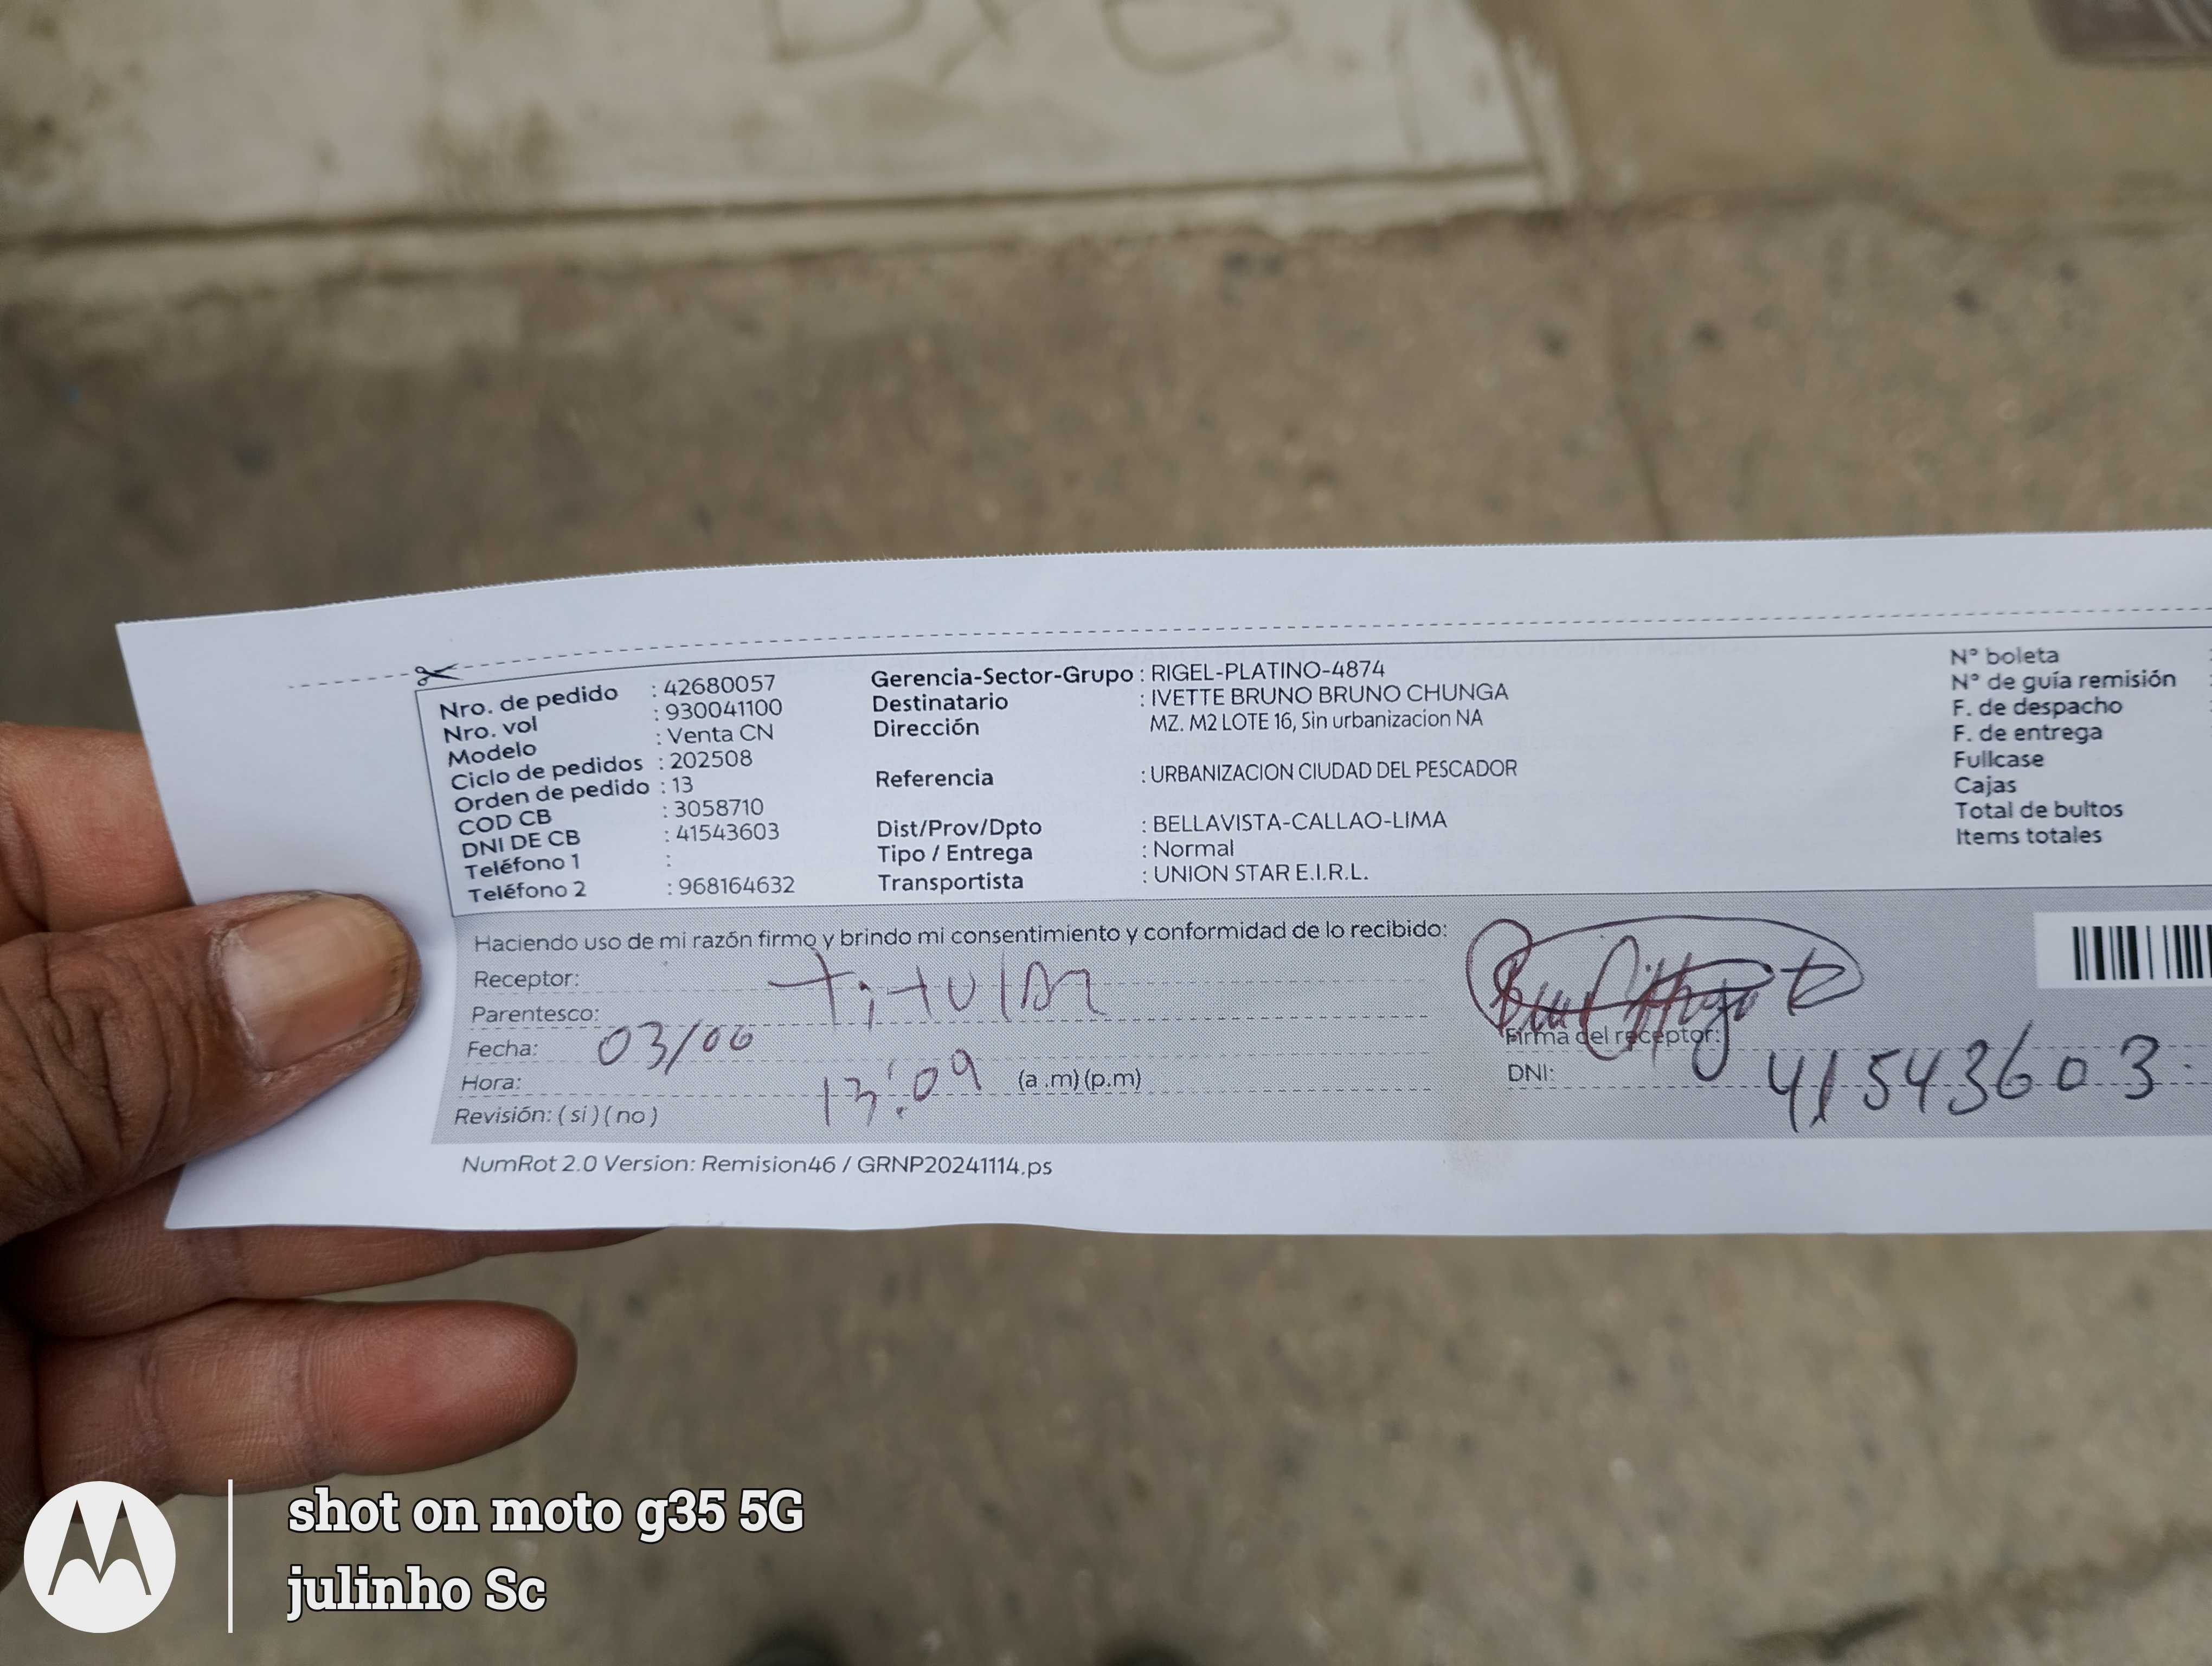 Nro. de pedido : 42680057
Nro. vol : 930041100
Modelo : Venta CN
Ciclo de pedidos : 202508
Orden de pedido : 13
COD CB : 3058710
DNI DE CB : 41543603
Teléfono 1 :
Teléfono 2 : 968164632
Gerencia-Sector-Grupo : RIGEL-PLATINO-4874
Destinatario : IVETTE BRUNO BRUNO CHUNGA
Dirección MZ. M2 LOTE 16, Sin urbanizacion NA
Referencia : URBANIZACION CIUDAD DEL PESCADOR
Dist/Prov/Dpto : BELLAVISTA-CALLAO-LIMA
Tipo / Entrega : Normal
Transportista : UNION STAR E.I.R.L.
N° boleta
N° de guía remisión
F. de despacho
F. de entrega
Fullcase
Cajas
Total de bultos
Items totales
Haciendo uso de mi razón firmo y brindo mi consentimiento y conformidad de lo recibido:
Receptor: titular
Parentesco:
Fecha: 03/06
Hora: 13:09 (a .m) (p.m)
Revisión: ( si ) ( no )
Firma del receptor:
DNI: 41543603
NumRot 2.0 Version: Remision46 / GRNP20241114.ps
shot on moto g35 5G
julinho Sc